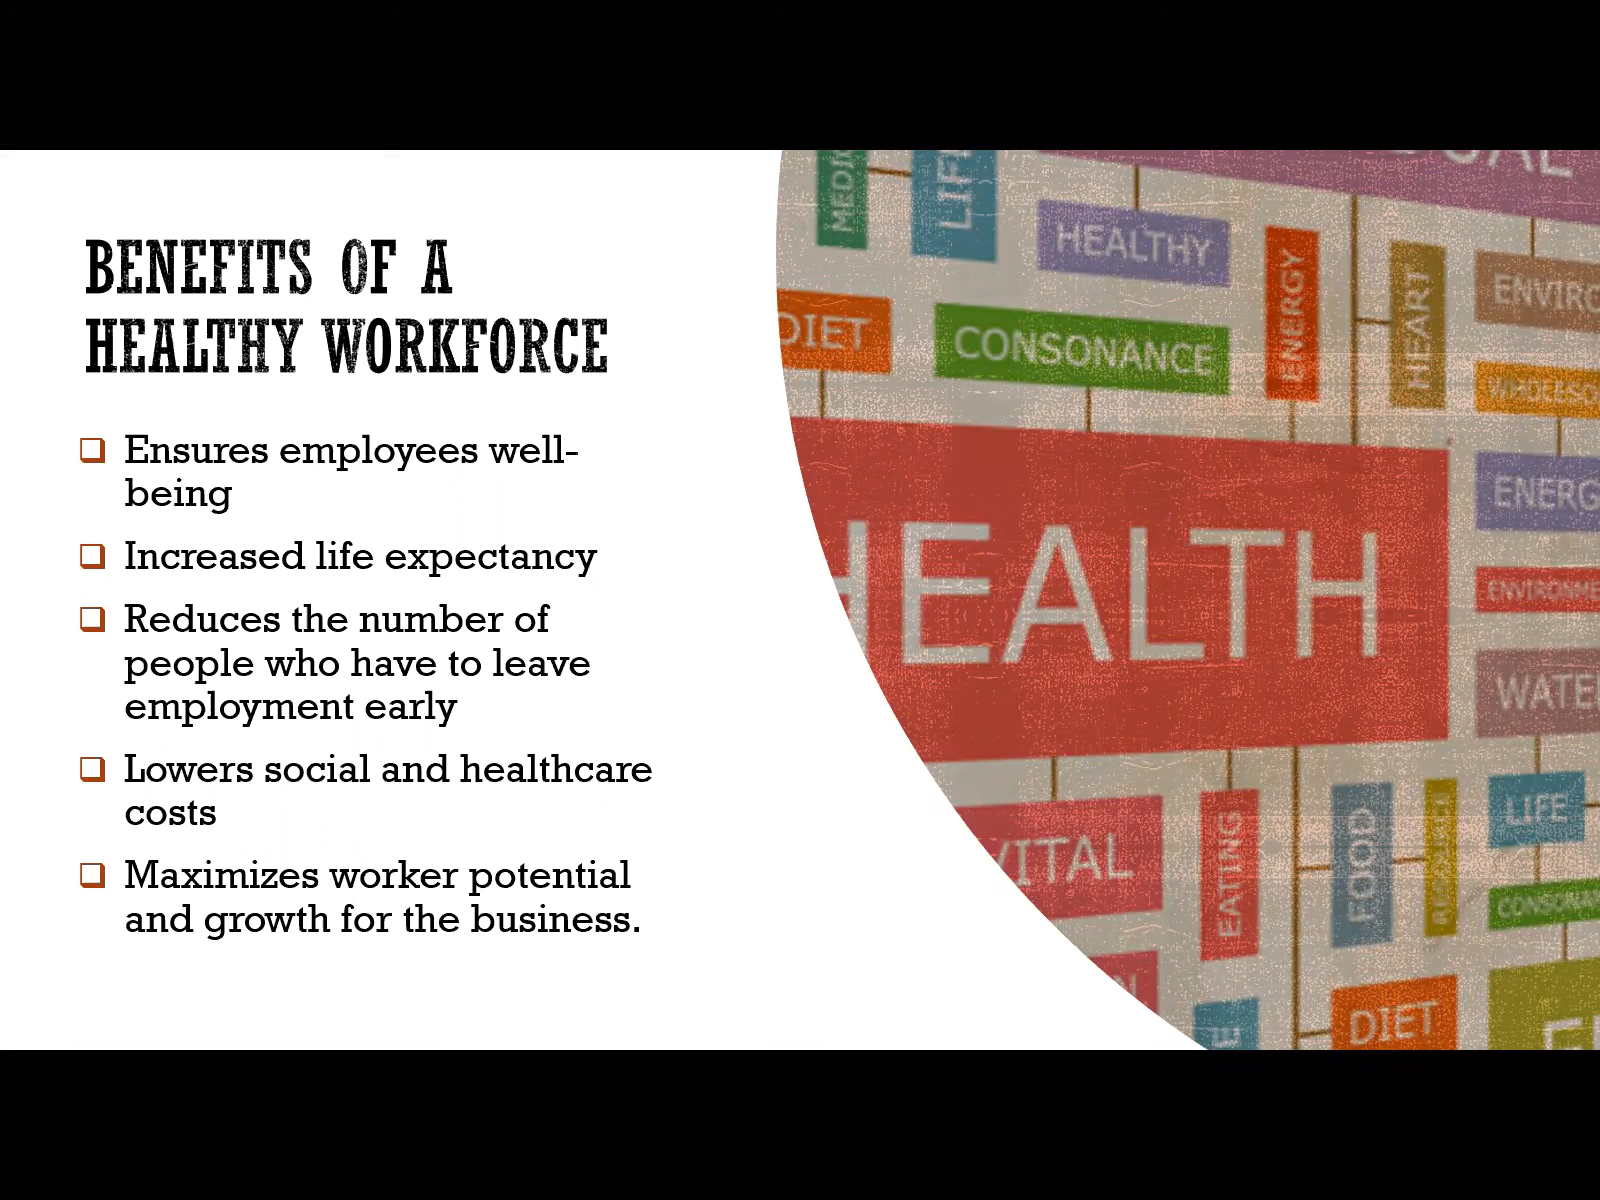 BENEFITS OF A
HEALTHY WORKFORCE
Ensures employees well-
being
Increased life expectancy
Reduces the number of
people who have to leave
employment early
Lowers social and healthcare
costs
Maximizes worker potential
and growth for the business.
LIFE
HEALTHY
ENERGY
HEART
DIET
CONSONANCE
HEALTH
WATE
VITAL
EATING
FOOD
LIFE
DIET